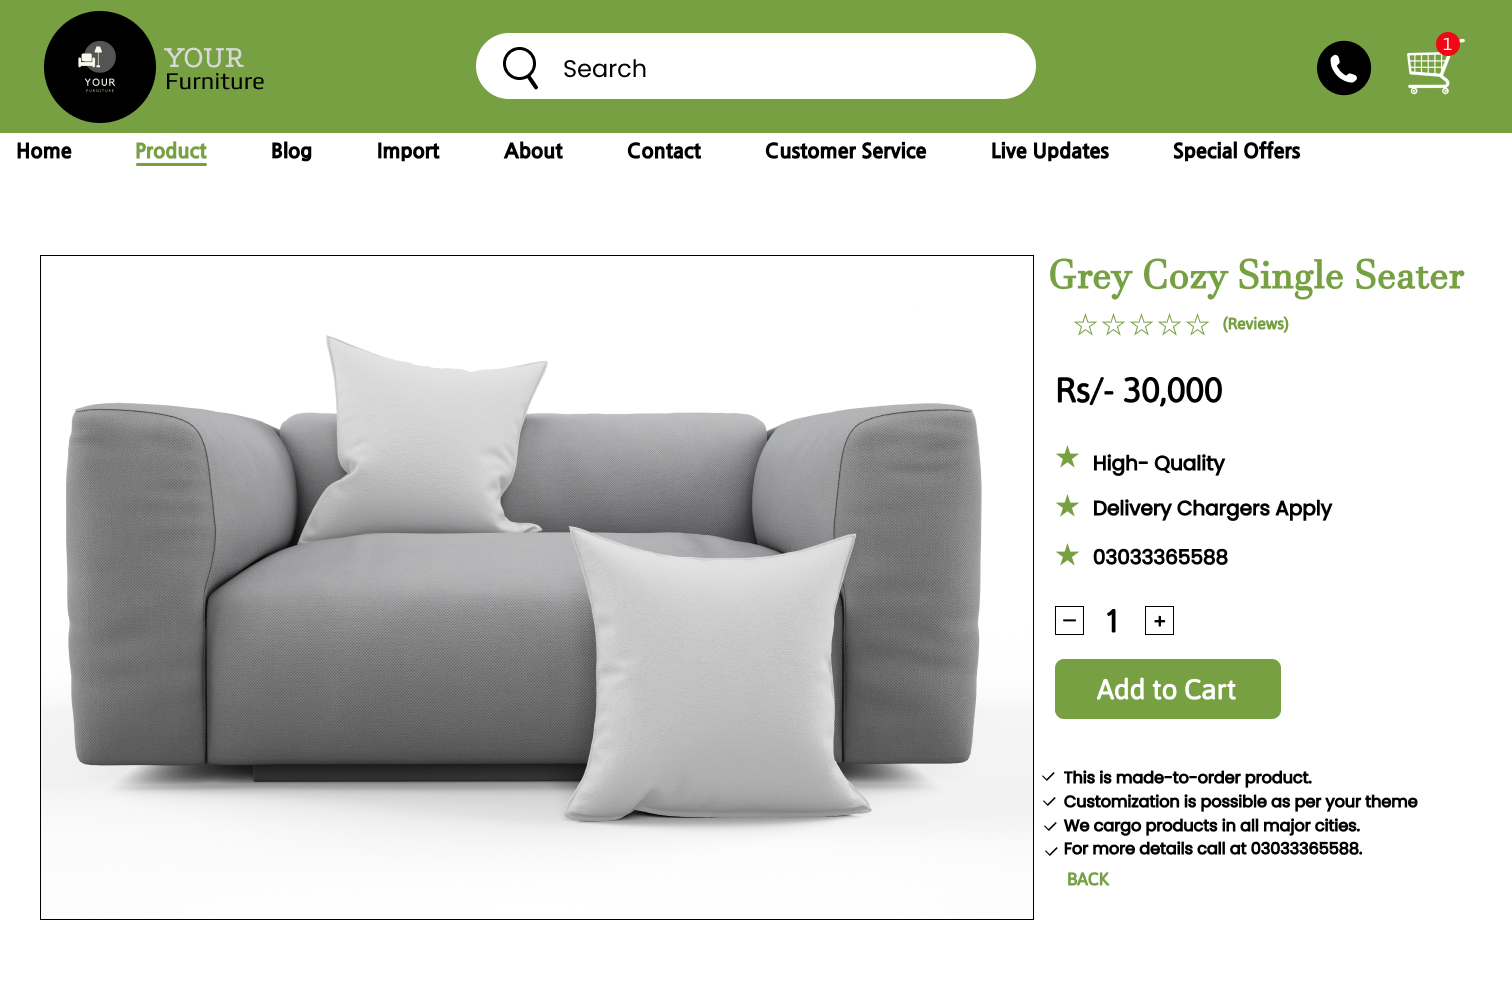 YOUR
FURNITURE
YOUR
Furniture
Search
1
Home Product Blog Import About Contact Customer Service Live Updates Special Offers
Grey Cozy Single Seater
(Reviews)
Rs/- 30,000
High- Quality
Delivery Chargers Apply
03033365588
− 1 +
Add to Cart
This is made-to-order product.
Customization is possible as per your theme
We cargo products in all major cities.
For more details call at 03033365588.
BACK